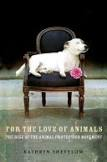 FOR THE LOVE OF ANIMALS
THE RISE OF THE ANIMAL PROTECTION MOVEMENT
KATHRYN SHEVELOW